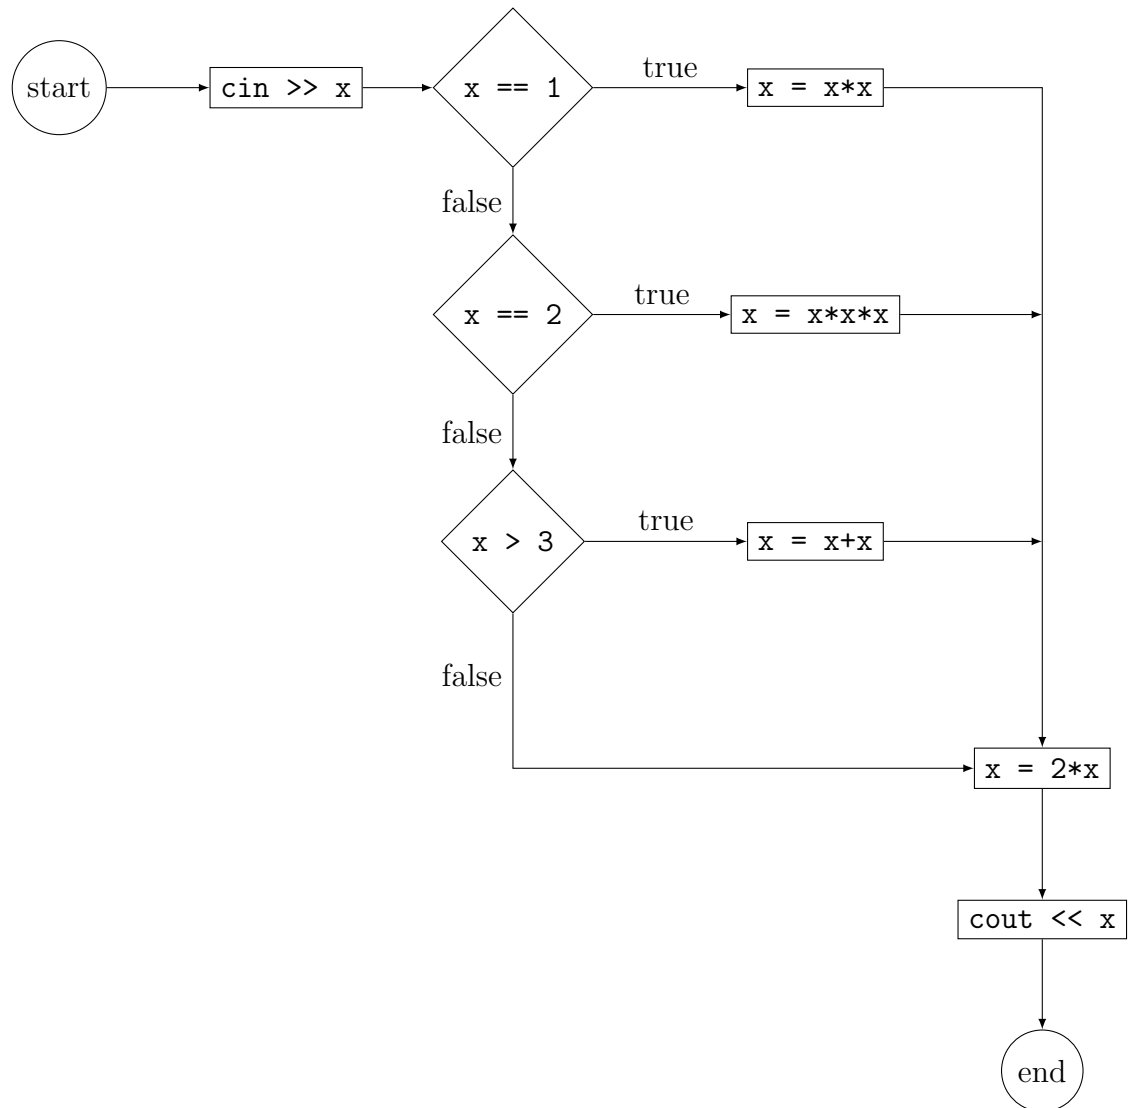 start
cin >> x
x == 1
true
x = x*x
false
x == 2
true
x = x*x*x
false
x > 3
true
x = x+x
false
x = 2*x
cout << x
end